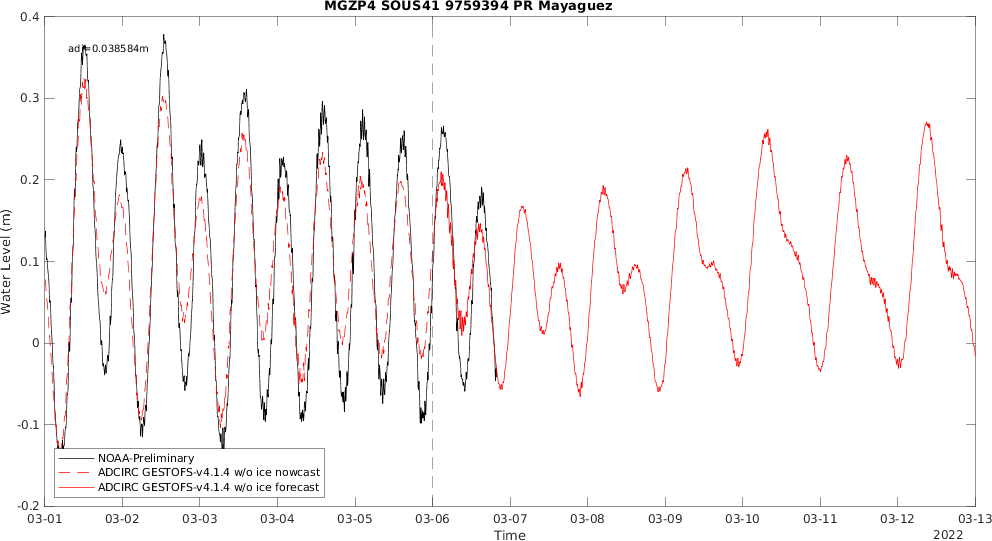 MGZP4 SOUS41 9759394 PR Mayaguez
0.4
adj=0.038584m
0.3
0.2
0.1
0
-0.1
-0.2
Water Level (m)
NOAA-Preliminary
ADCIRC GESTOFS-v4.1.4 w/o ice nowcast
ADCIRC GESTOFS-v4.1.4 w/o ice forecast
03-01 03-02 03-03 03-04 03-05 03-06 03-07 03-08 03-09 03-10 03-11 03-12 03-13
Time
2022